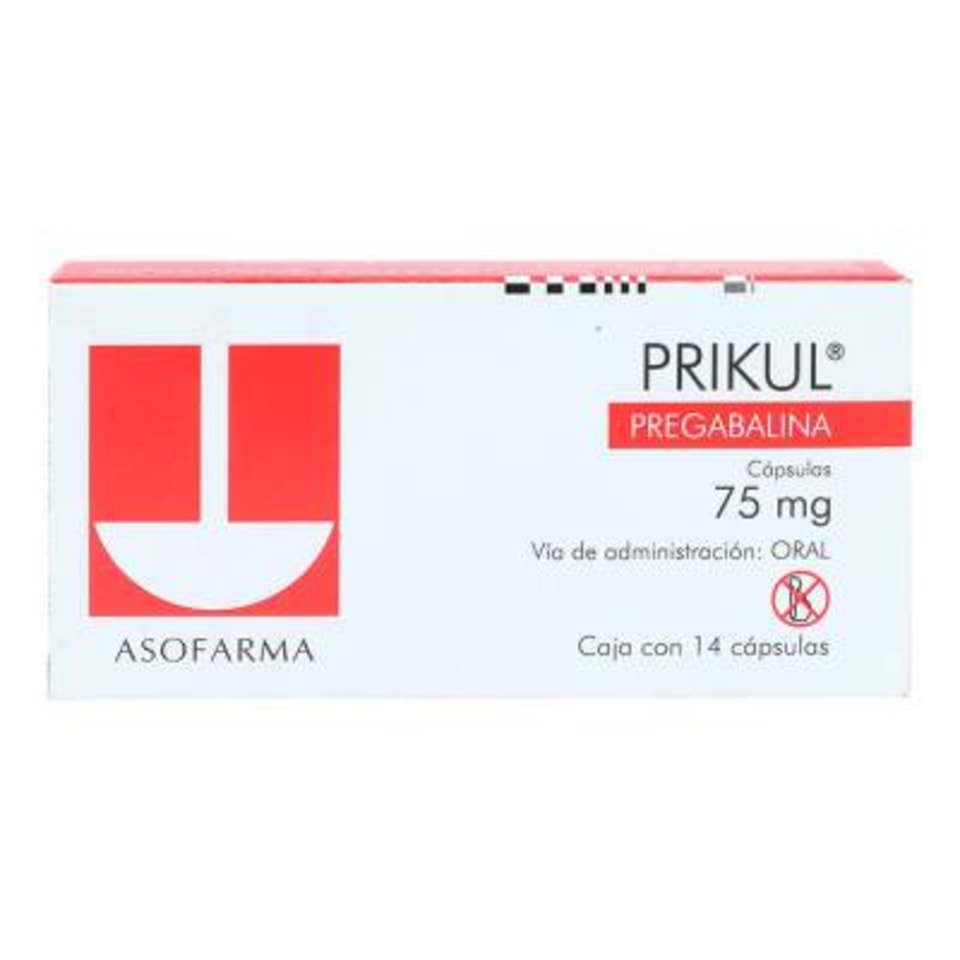 PRIKUL®
PREGABALINA
Cápsulas
75 mg
Vía de administración: ORAL
Caja con 14 cápsulas
ASOFARMA